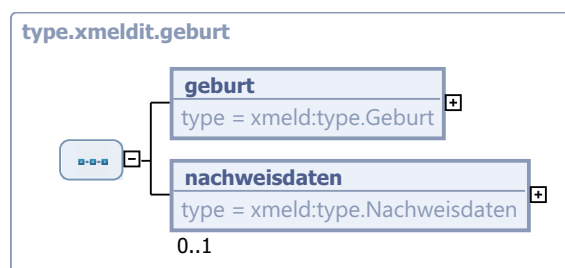 type.xmeldit.geburt
geburt
type = xmeld:type.Geburt
nachweisdaten
type = xmeld:type.Nachweisdaten
0..1